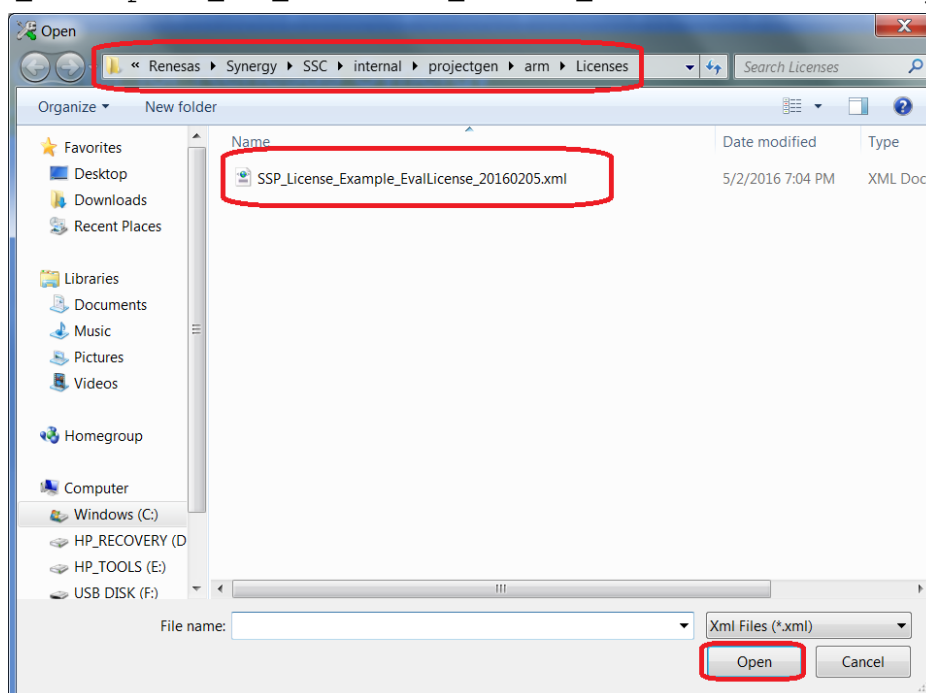 Open
« Renesas ▸ Synergy ▸ SSC ▸ internal ▸ projectgen ▸ arm ▸ Licenses
Search Licenses
Organize New folder
Name Date modified Type
SSP_License_Example_EvalLicense_20160205.xml 5/2/2016 7:04 PM XML Doc
Favorites
Desktop
Downloads
Recent Places
Libraries
Documents
Music
Pictures
Videos
Homegroup
Computer
Windows (C:)
HP_RECOVERY (D
HP_TOOLS (E:)
USB DISK (F:)
File name: Xml Files (*.xml)
Open Cancel